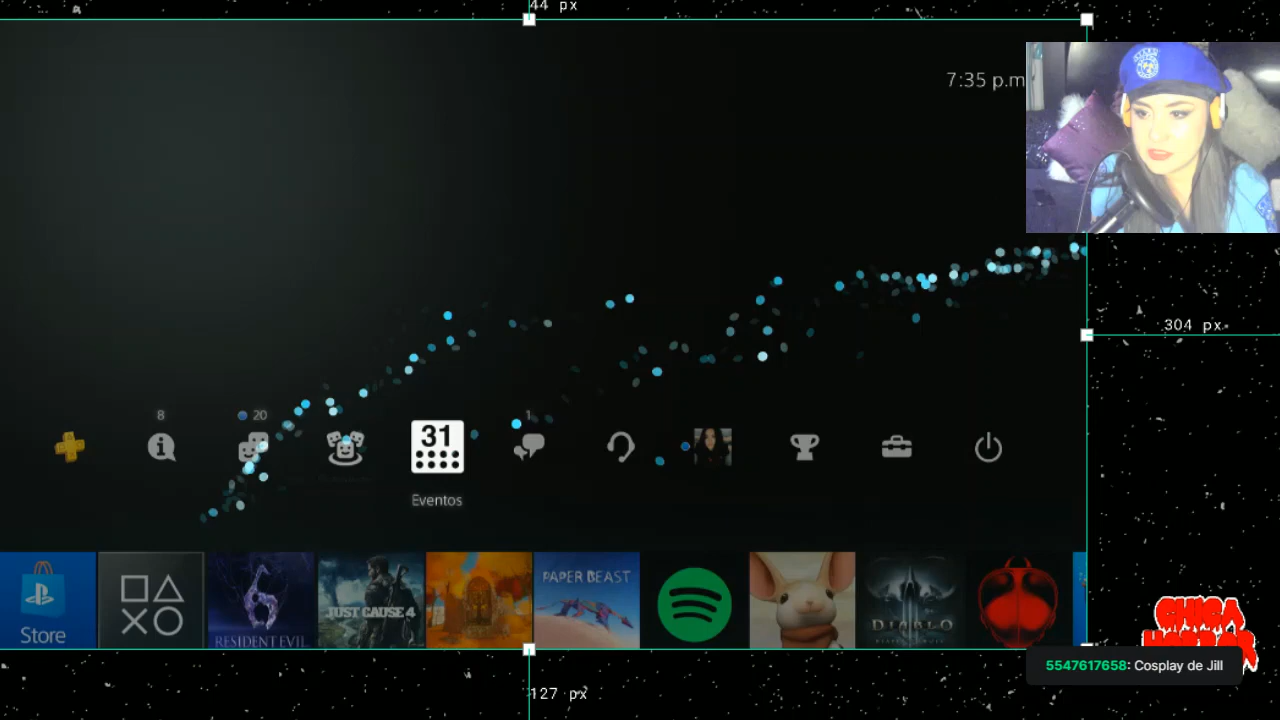 44 px
7:35 p.m
304 px
8
20
1
31
Eventos
Store
RESIDENT EVIL
JUST CAUSE 4
PAPER BEAST
DIABLO
CHICA
127 px
5547617658: Cosplay de Jill